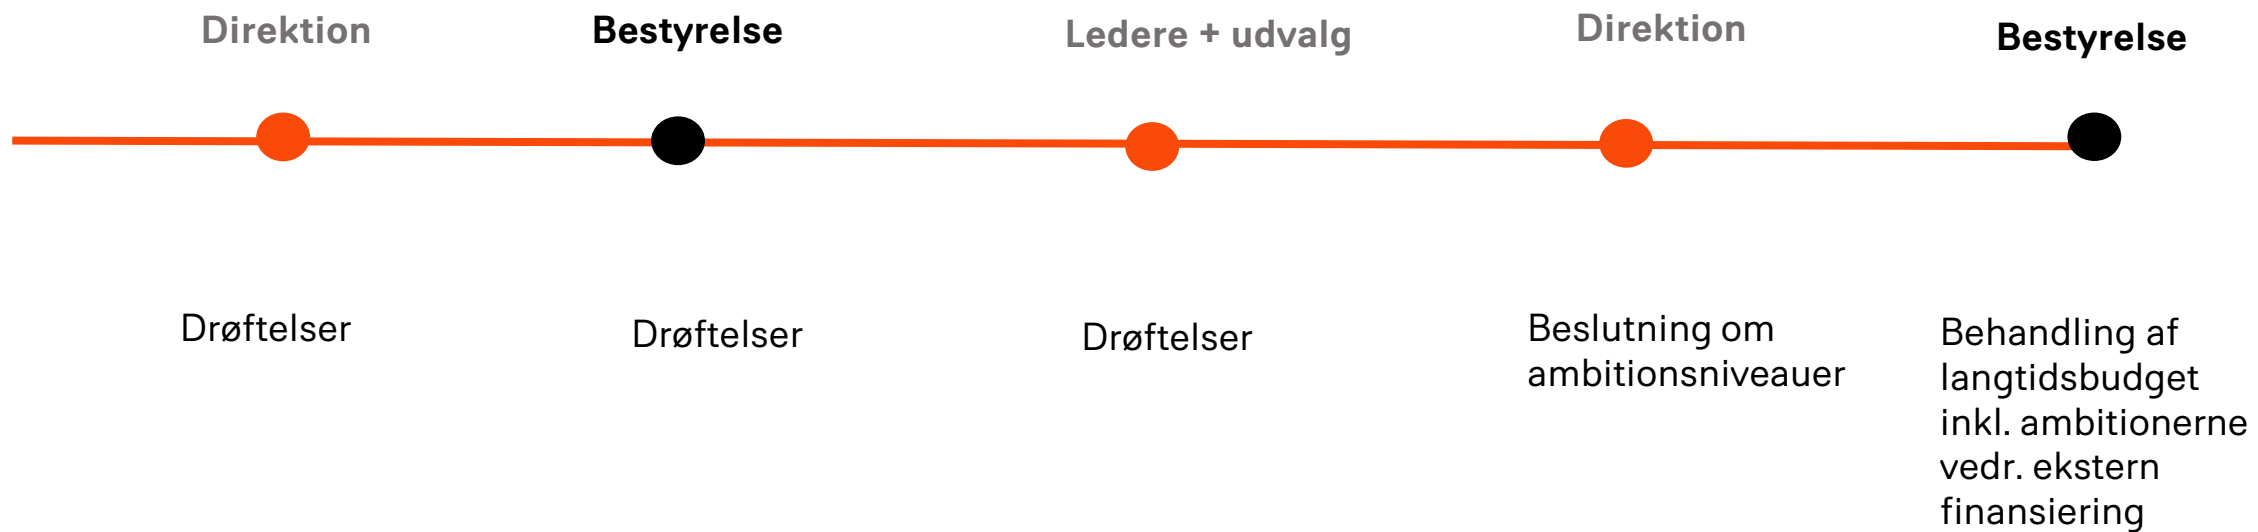 Direktion
Bestyrelse
Ledere + udvalg
Direktion
Bestyrelse
Drøftelser
Drøftelser
Drøftelser
Beslutning om
ambitionsniveauer
Behandling af
langtidsbudget
inkl. ambitionerne
vedr. ekstern
finansiering